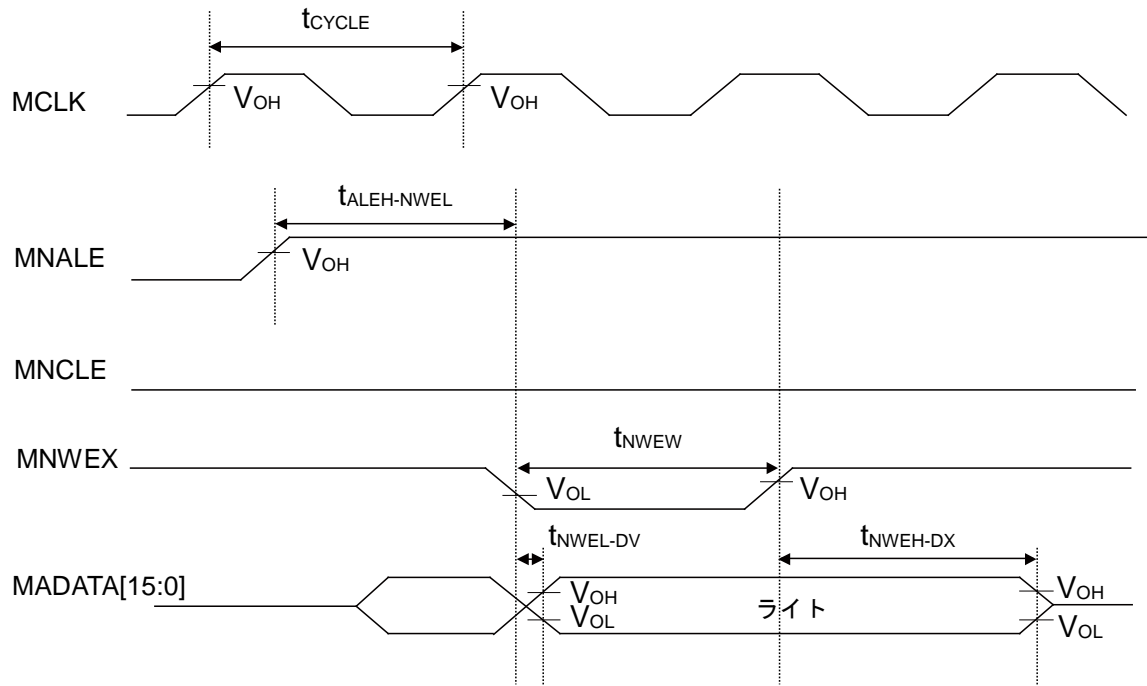 tCYCLE
MCLK
VOH
VOH
tALEH-NWEL
MNALE
VOH
MNCLE
tNWEW
MNWEX
VOL
VOH
tNWEL-DV
tNWEH-DX
MADATA[15:0]
VOH
ライト
VOH
VOL
VOL